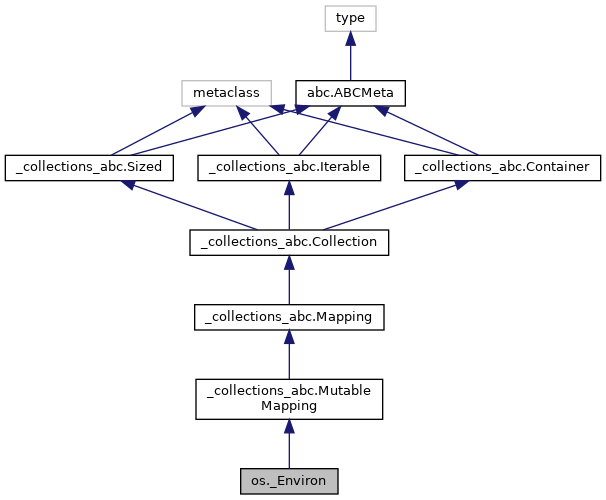 type
metaclass
abc.ABCMeta
_collections_abc.Sized
_collections_abc.Iterable
_collections_abc.Container
_collections_abc.Collection
_collections_abc.Mapping
_collections_abc.Mutable
Mapping
os._Environ